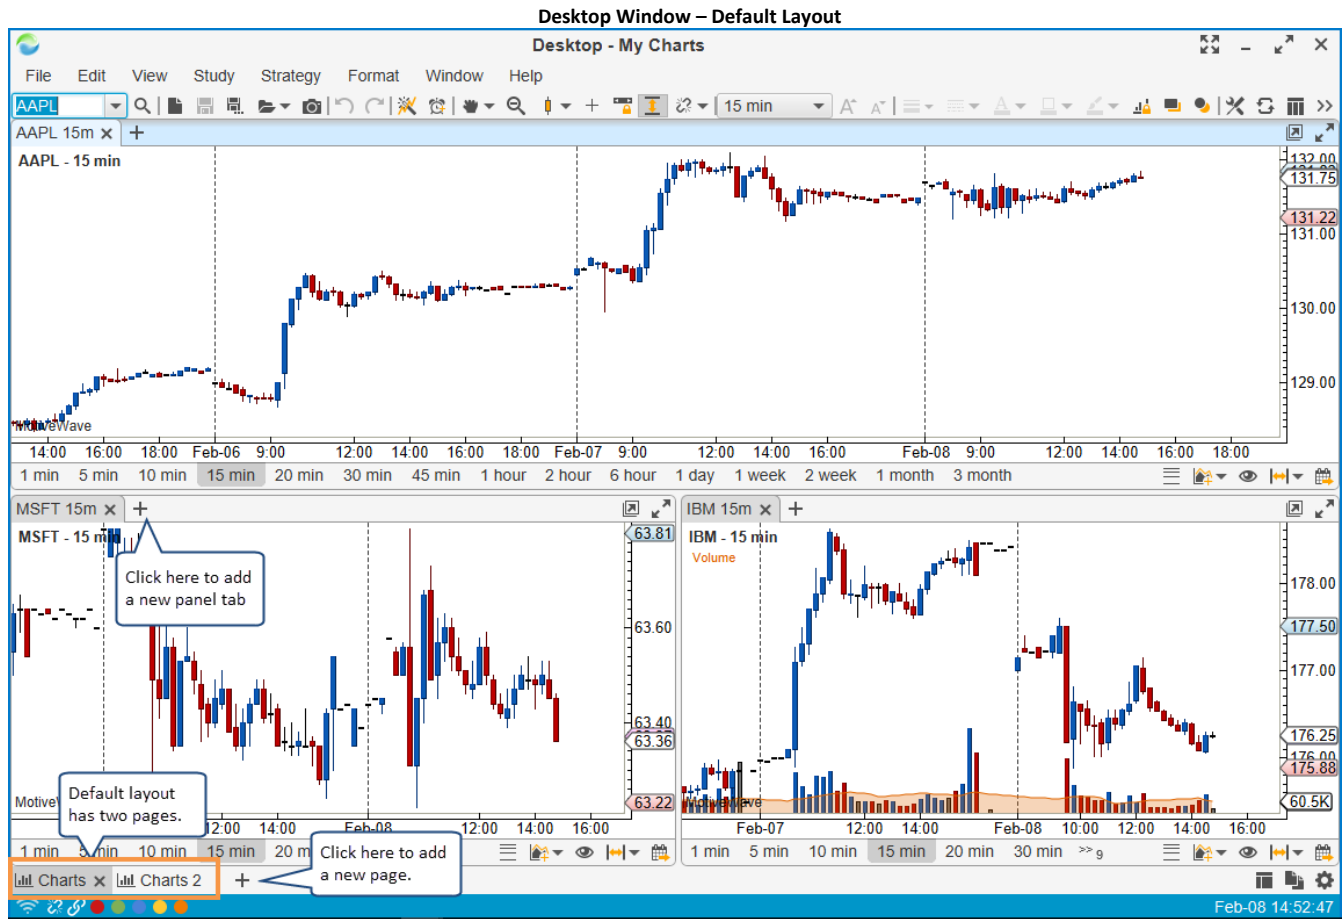 Desktop Window – Default Layout
Desktop - My Charts
File Edit View Study Strategy Format Window Help
AAPL 15 min
AAPL 15m
AAPL - 15 min
132.00
131.75
131.22
131.00
130.00
129.00
MotiveWave
14:00 16:00 18:00 Feb-06 9:00 12:00 14:00 16:00 18:00 Feb-07 9:00 12:00 14:00 16:00 Feb-08 9:00 12:00 14:00 16:00 18:00
1 min 5 min 10 min 15 min 20 min 30 min 45 min 1 hour 2 hour 6 hour 1 day 1 week 2 week 1 month 3 month
MSFT 15m
MSFT - 15 min
Click here to add
a new panel tab
63.81
63.60
63.40
63.36
63.22
Default layout
has two pages.
12:00 14:00 Feb-08 12:00 14:00 16:00
1 min 5 min 10 min 15 min
Click here to add
a new page.
IBM 15m
IBM - 15 min
Volume
178.00
177.50
177.00
176.25
176.00
175.88
60.5K
MotiveWave
Feb-07 12:00 14:00 Feb-08 10:00 12:00 14:00 16:00
1 min 5 min 10 min 15 min 20 min 30 min >> 9
Charts Charts 2
Feb-08 14:52:47